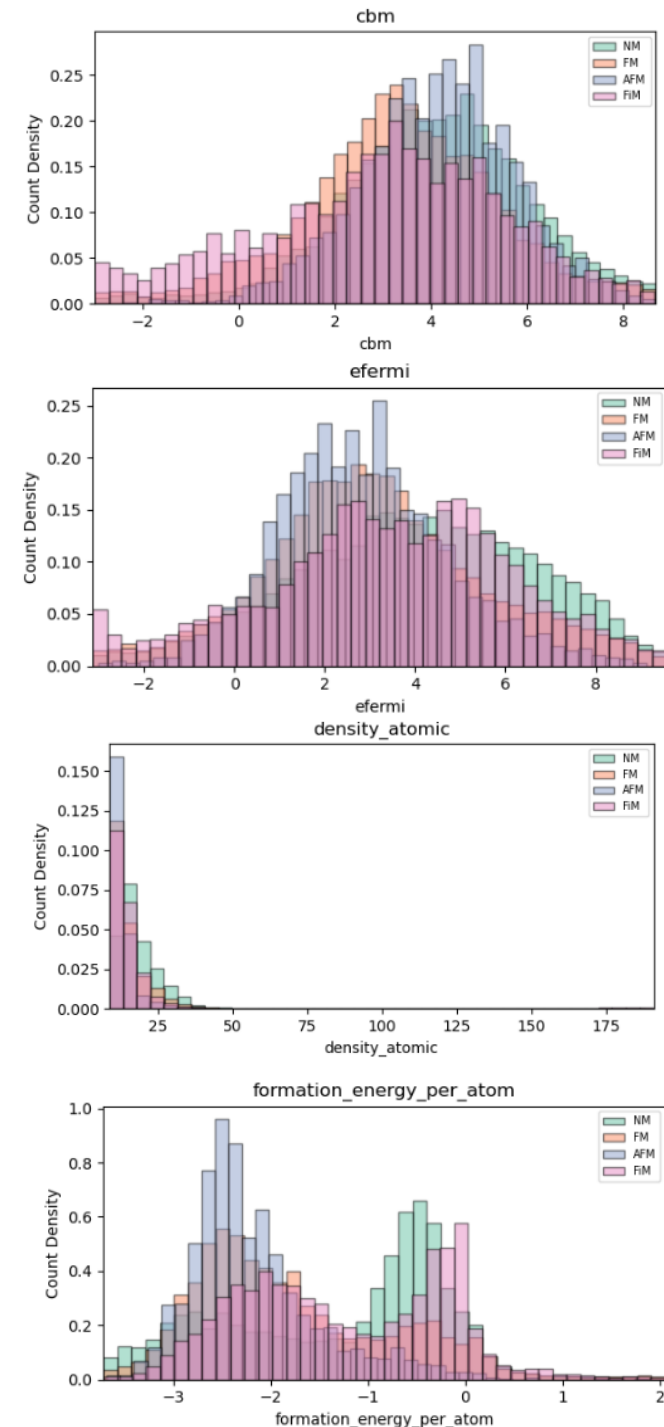 cbm
NM
FM
AFM
FiM
Count Density
0.25
0.20
0.15
0.10
0.05
0.00
−2 0 2 4 6 8
cbm
efermi
NM
FM
AFM
FiM
Count Density
0.25
0.20
0.15
0.10
0.05
0.00
−2 0 2 4 6 8
efermi
density_atomic
NM
FM
AFM
FiM
Count Density
0.150
0.125
0.100
0.075
0.050
0.025
0.000
25 50 75 100 125 150 175
density_atomic
formation_energy_per_atom
NM
FM
AFM
FiM
Count Density
1.0
0.8
0.6
0.4
0.2
0.0
−3 −2 −1 0 1 2
formation_energy_per_atom